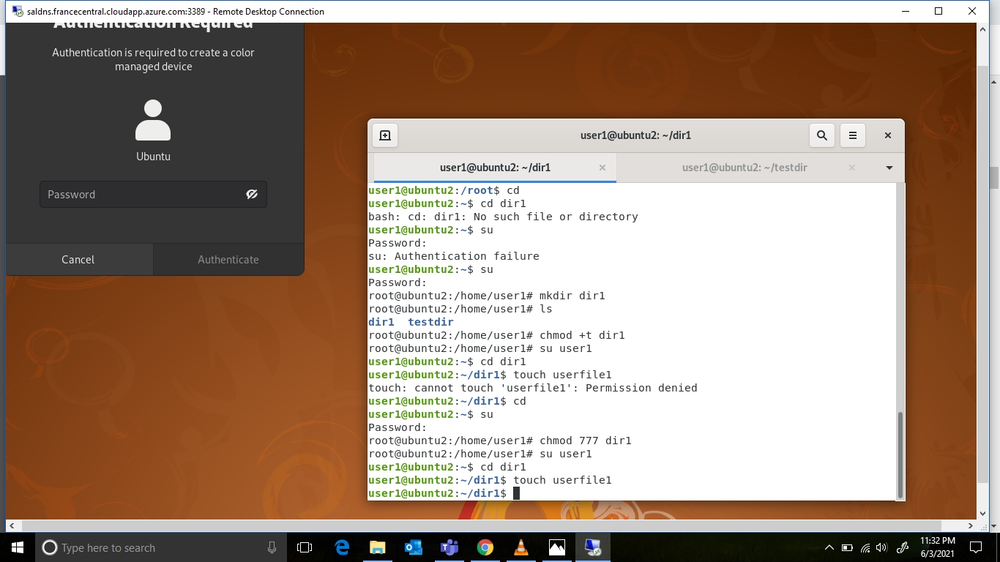 saldns.francecentral.cloudapp.azure.com:3389 - Remote Desktop Connection
Authentication Required
Authentication is required to create a color
managed device
Ubuntu
Password
Cancel
Authenticate
user1@ubuntu2: ~/dir1
user1@ubuntu2: ~/dir1
user1@ubuntu2: ~/testdir
user1@ubuntu2:/root$ cd
user1@ubuntu2:~$ cd dir1
bash: cd: dir1: No such file or directory
user1@ubuntu2:~$ su
Password:
su: Authentication failure
user1@ubuntu2:~$ su
Password:
root@ubuntu2:/home/user1# mkdir dir1
root@ubuntu2:/home/user1# ls
dir1  testdir
root@ubuntu2:/home/user1# chmod +t dir1
root@ubuntu2:/home/user1# su user1
user1@ubuntu2:~$ cd dir1
user1@ubuntu2:~/dir1$ touch userfile1
touch: cannot touch 'userfile1': Permission denied
user1@ubuntu2:~/dir1$ cd
user1@ubuntu2:~$ su
Password:
root@ubuntu2:/home/user1# chmod 777 dir1
root@ubuntu2:/home/user1# su user1
user1@ubuntu2:~$ cd dir1
user1@ubuntu2:~/dir1$ touch userfile1
user1@ubuntu2:~/dir1$
Type here to search
11:32 PM
6/3/2021